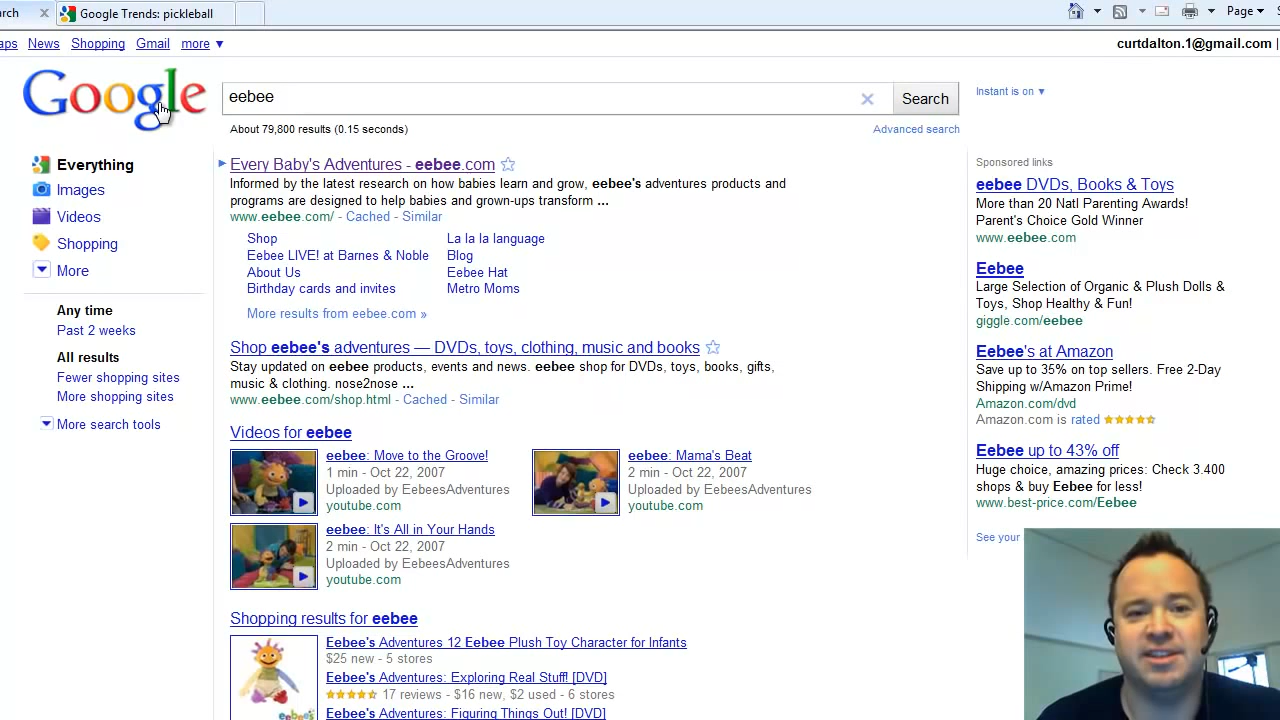 rch
Google Trends: pickleball
Page
aps News Shopping Gmail more ▼
curtdalton.1@gmail.com |
Google
eebee
Search
Instant is on ▼
About 79,800 results (0.15 seconds)
Advanced search
Everything
Images
Videos
Shopping
More
Any time
Past 2 weeks
All results
Fewer shopping sites
More shopping sites
More search tools
Every Baby's Adventures - eebee.com
Informed by the latest research on how babies learn and grow, eebee's adventures products and
programs are designed to help babies and grown-ups transform ...
www.eebee.com/ - Cached - Similar
Shop
La la la language
Eebee LIVE! at Barnes & Noble
Blog
About Us
Eebee Hat
Birthday cards and invites
Metro Moms
More results from eebee.com »
Shop eebee's adventures — DVDs, toys, clothing, music and books
Stay updated on eebee products, events and news. eebee shop for DVDs, toys, books, gifts,
music & clothing. nose2nose ...
www.eebee.com/shop.html - Cached - Similar
Videos for eebee
eebee: Move to the Groove!
1 min - Oct 22, 2007
Uploaded by EebeesAdventures
youtube.com
eebee: Mama's Beat
2 min - Oct 22, 2007
Uploaded by EebeesAdventures
youtube.com
eebee: It's All in Your Hands
2 min - Oct 22, 2007
Uploaded by EebeesAdventures
youtube.com
Shopping results for eebee
Eebee's Adventures 12 Eebee Plush Toy Character for Infants
$25 new - 5 stores
Eebee's Adventures: Exploring Real Stuff! [DVD]
17 reviews - $16 new, $2 used - 6 stores
Eebee's Adventures: Figuring Things Out! [DVD]
Sponsored links
eebee DVDs, Books & Toys
More than 20 Natl Parenting Awards!
Parent's Choice Gold Winner
www.eebee.com
Eebee
Large Selection of Organic & Plush Dolls &
Toys, Shop Healthy & Fun!
giggle.com/eebee
Eebee's at Amazon
Save up to 35% on top sellers. Free 2-Day
Shipping w/Amazon Prime!
Amazon.com/dvd
Amazon.com is rated
Eebee up to 43% off
Huge choice, amazing prices: Check 3.400
shops & buy Eebee for less!
www.best-price.com/Eebee
See your